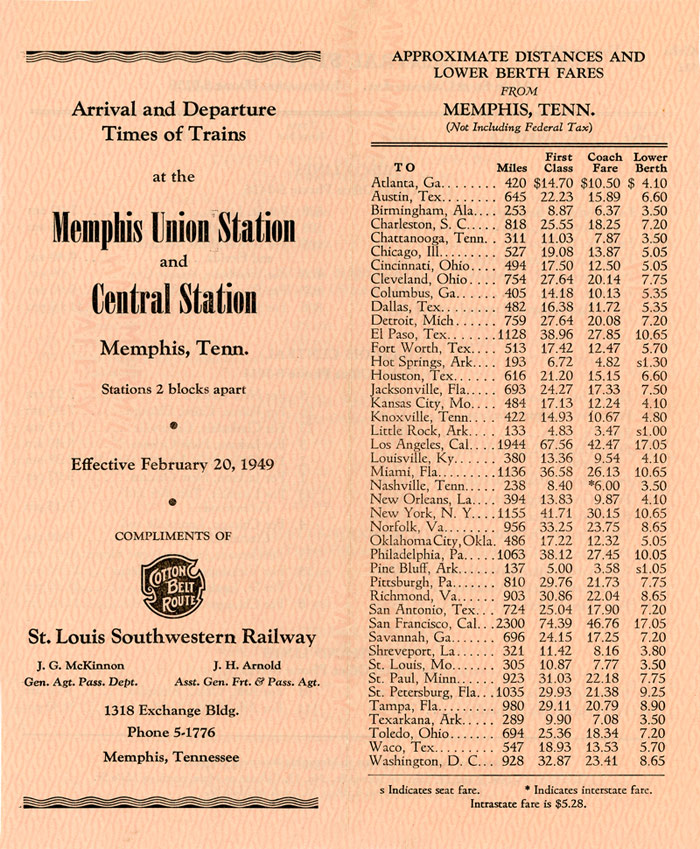 Arrival and Departure
Times of Trains
at the
Memphis Union Station
and
Central Station
Memphis, Tenn.
Stations 2 blocks apart
Effective February 20, 1949
COMPLIMENTS OF
COTTON
BELT
ROUTE
St. Louis Southwestern Railway
J. G. McKinnon J. H. Arnold
Gen. Agt. Pass. Dept. Asst. Gen. Frt. & Pass. Agt.
1318 Exchange Bldg.
Phone 5-1776
Memphis, Tennessee
APPROXIMATE DISTANCES AND
LOWER BERTH FARES
FROM
MEMPHIS, TENN.
(Not Including Federal Tax)
First Coach Lower
TO Miles Class Fare Berth
Atlanta, Ga. . . . . . . . 420 $14.70 $10.50 $ 4.10
Austin, Tex. . . . . . . . 645 22.23 15.89 6.60
Birmingham, Ala. . . . 253 8.87 6.37 3.50
Charleston, S. C. . . . . 818 25.55 18.25 7.20
Chattanooga, Tenn. . 311 11.03 7.87 3.50
Chicago, Ill. . . . . . . . 527 19.08 13.87 5.05
Cincinnati, Ohio . . . . 494 17.50 12.50 5.05
Cleveland, Ohio . . . . 754 27.64 20.14 7.75
Columbus, Ga. . . . . . 405 14.18 10.13 5.35
Dallas, Tex. . . . . . . . 482 16.38 11.72 5.35
Detroit, Mich . . . . . . 759 27.64 20.08 7.20
El Paso, Tex. . . . . . . 1128 38.96 27.85 10.65
Fort Worth, Tex. . . . 513 17.42 12.47 5.70
Hot Springs, Ark. . . . 193 6.72 4.82 s1.30
Houston, Tex. . . . . . 616 21.20 15.15 6.60
Jacksonville, Fla. . . . . 693 24.27 17.33 7.50
Kansas City, Mo. . . . 484 17.13 12.24 4.10
Knoxville, Tenn. . . . 422 14.93 10.67 4.80
Little Rock, Ark. . . . 133 4.83 3.47 s1.00
Los Angeles, Cal. . . . 1944 67.56 42.47 17.05
Louisville, Ky. . . . . . 380 13.36 9.54 4.10
Miami, Fla. . . . . . . . 1136 36.58 26.13 10.65
Nashville, Tenn. . . . . 238 8.40 *6.00 3.50
New Orleans, La. . . . 394 13.83 9.87 4.10
New York, N. Y. . . . 1155 41.71 30.15 10.65
Norfolk, Va. . . . . . . . 956 33.25 23.75 8.65
Oklahoma City, Okla. 486 17.22 12.32 5.05
Philadelphia, Pa. . . . . 1063 38.12 27.45 10.05
Pine Bluff, Ark. . . . . . 137 5.00 3.58 s1.05
Pittsburgh, Pa. . . . . . 810 29.76 21.73 7.75
Richmond, Va. . . . . . 903 30.86 22.04 8.65
San Antonio, Tex. . . 724 25.04 17.90 7.20
San Francisco, Cal. . . 2300 74.39 46.76 17.05
Savannah, Ga. . . . . . 696 24.15 17.25 7.20
Shreveport, La. . . . . . 321 11.42 8.16 3.80
St. Louis, Mo. . . . . . . 305 10.87 7.77 3.50
St. Paul, Minn. . . . . . 923 31.03 22.18 7.75
St. Petersburg, Fla. . . 1035 29.93 21.38 9.25
Tampa, Fla. . . . . . . . 980 29.11 20.79 8.90
Texarkana, Ark. . . . . 289 9.90 7.08 3.50
Toledo, Ohio . . . . . . 694 25.36 18.34 7.20
Waco, Tex. . . . . . . . 547 18.93 13.53 5.70
Washington, D. C. . . 928 32.87 23.41 8.65
s Indicates seat fare. * Indicates interstate fare.
Intrastate fare is $5.28.